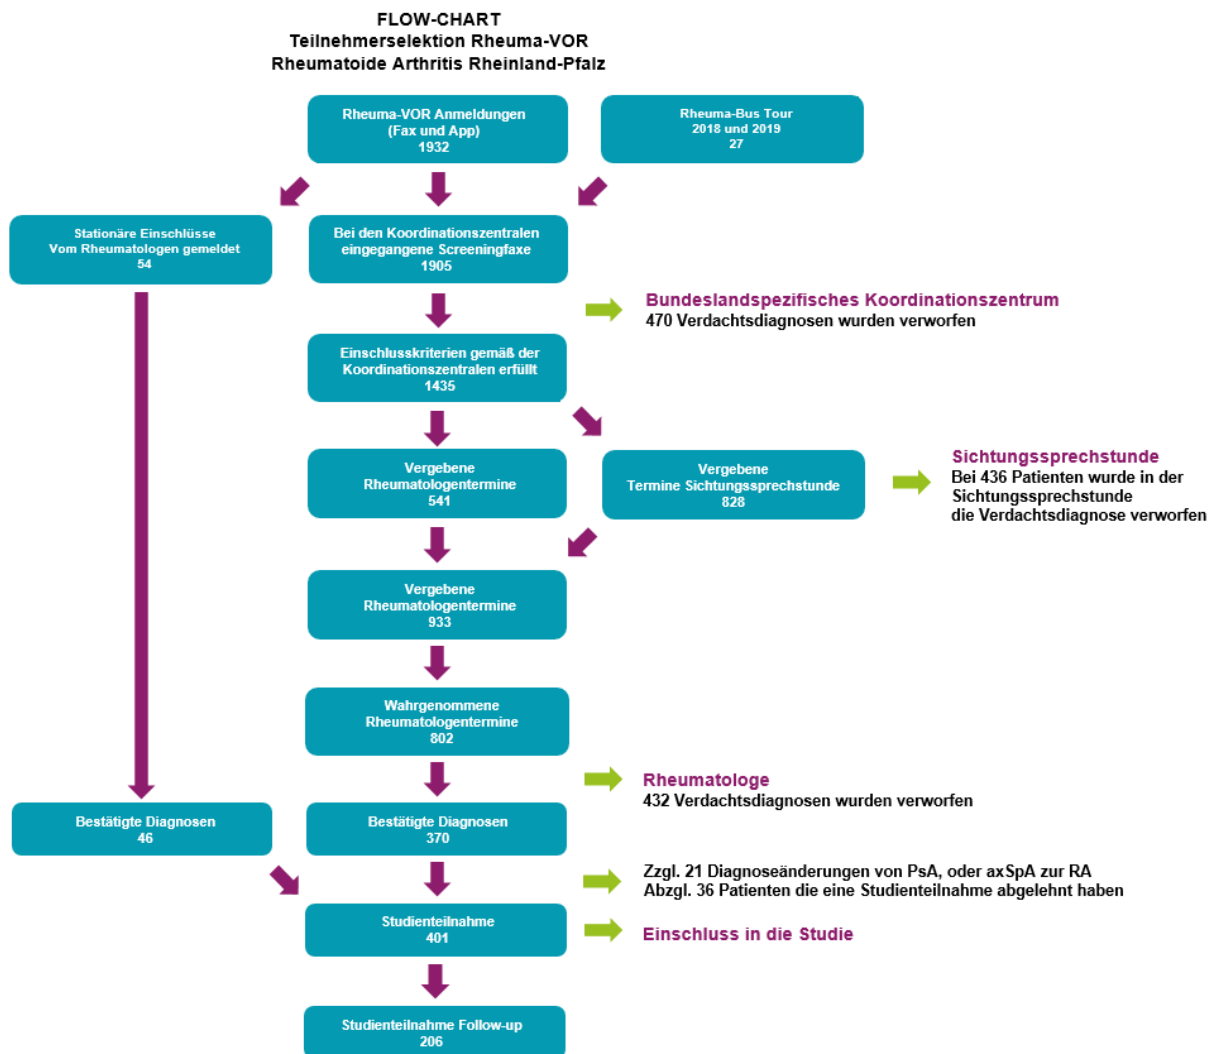 FLOW-CHART
Teilnehmerselektion Rheuma-VOR
Rheumatoide Arthritis Rheinland-Pfalz
Rheuma-VOR Anmeldungen
(Fax und App)
1932
Rheuma-Bus Tour
2018 und 2019
27
Stationäre Einschlüsse
Vom Rheumatologen gemeldet
54
Bei den Koordinationszentralen
eingegangene Screeningfaxe
1905
Bundeslandspezifisches Koordinationszentrum
470 Verdachtsdiagnosen wurden verworfen
Einschlusskriterien gemäß der
Koordinationszentralen erfüllt
1435
Vergebene
Rheumatologentermine
541
Vergebene
Termine Sichtungssprechstunde
828
Sichtungssprechstunde
Bei 436 Patienten wurde in der
Sichtungssprechstunde
die Verdachtsdiagnose verworfen
Vergebene
Rheumatologentermine
933
Wahrgenommene
Rheumatologentermine
802
Rheumatologe
432 Verdachtsdiagnosen wurden verworfen
Bestätigte Diagnosen
46
Bestätigte Diagnosen
370
Zzgl. 21 Diagnoseänderungen von PsA, oder axSpA zur RA
Abzgl. 36 Patienten die eine Studienteilnahme abgelehnt haben
Studienteilnahme
401
Einschluss in die Studie
Studienteilnahme Follow-up
206